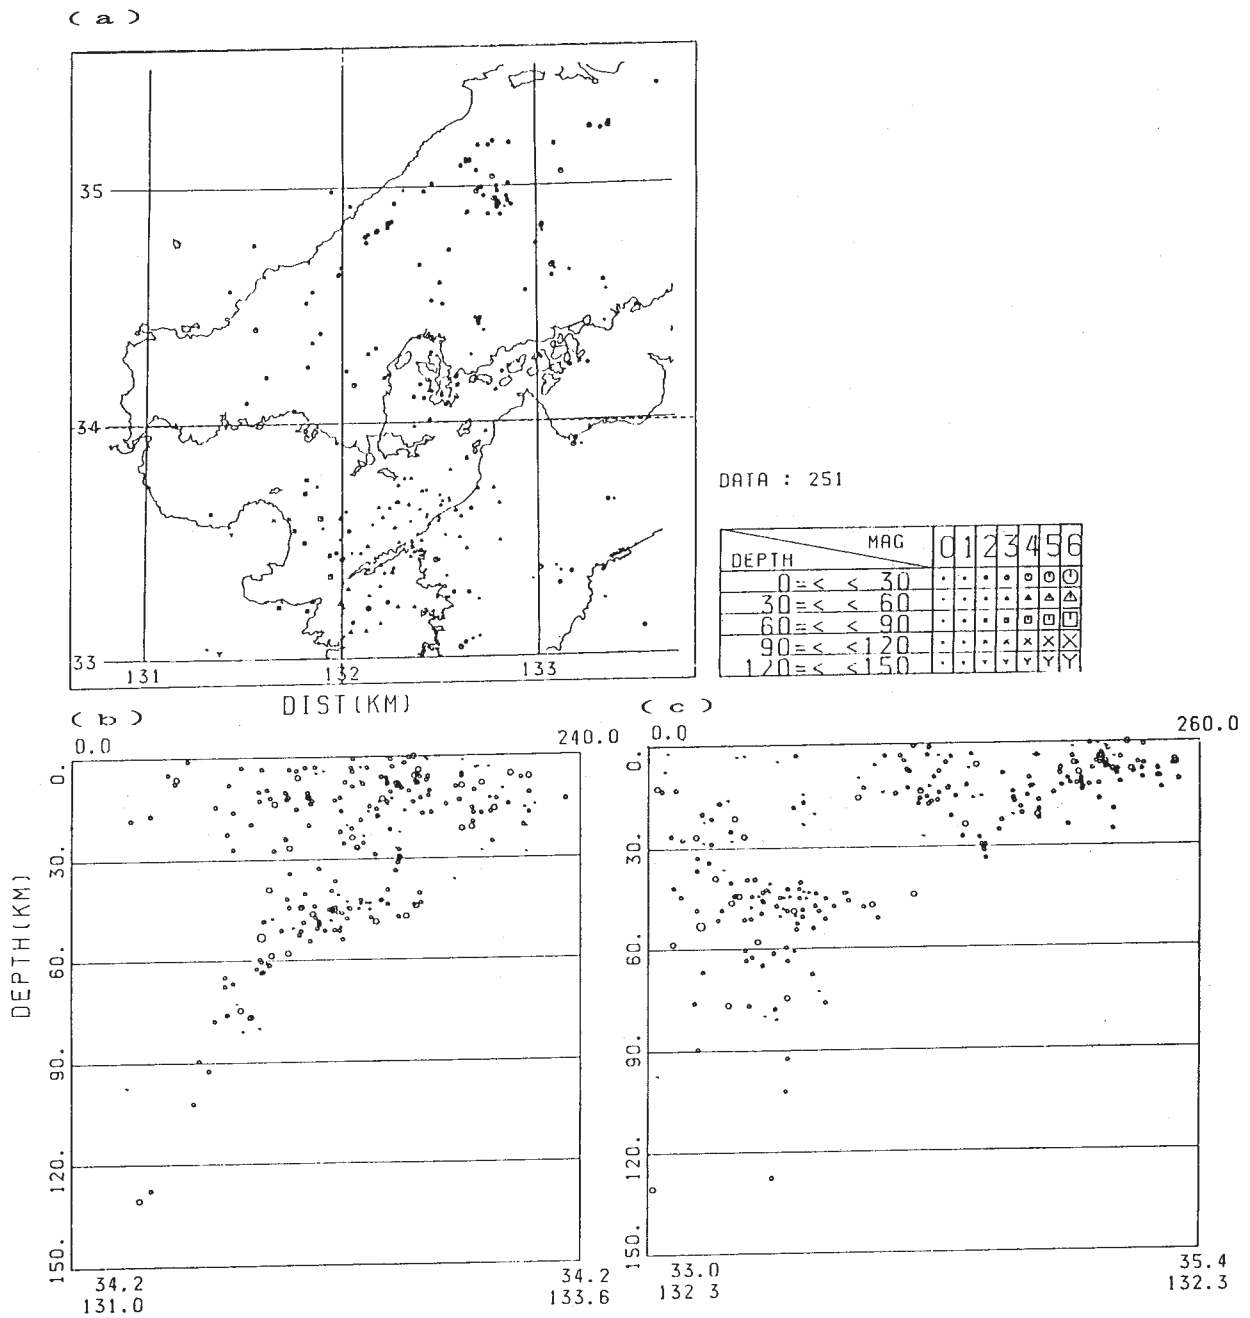 ( a )
35
34
33
131
132
133
DATA : 251
MAG
DEPTH
0 1 2 3 4 5 6
0=< < 30
30=< < 60
60=< < 90
90=< <120
120=< <150
DIST(KM)
( b )
0.0
240.0
DEPTH(KM)
0.
30.
60.
90.
120.
150.
34.2
131.0
34.2
133.6
( c )
0.0
260.0
0.
30.
60.
90.
120.
150.
33.0
132 3
35.4
132.3